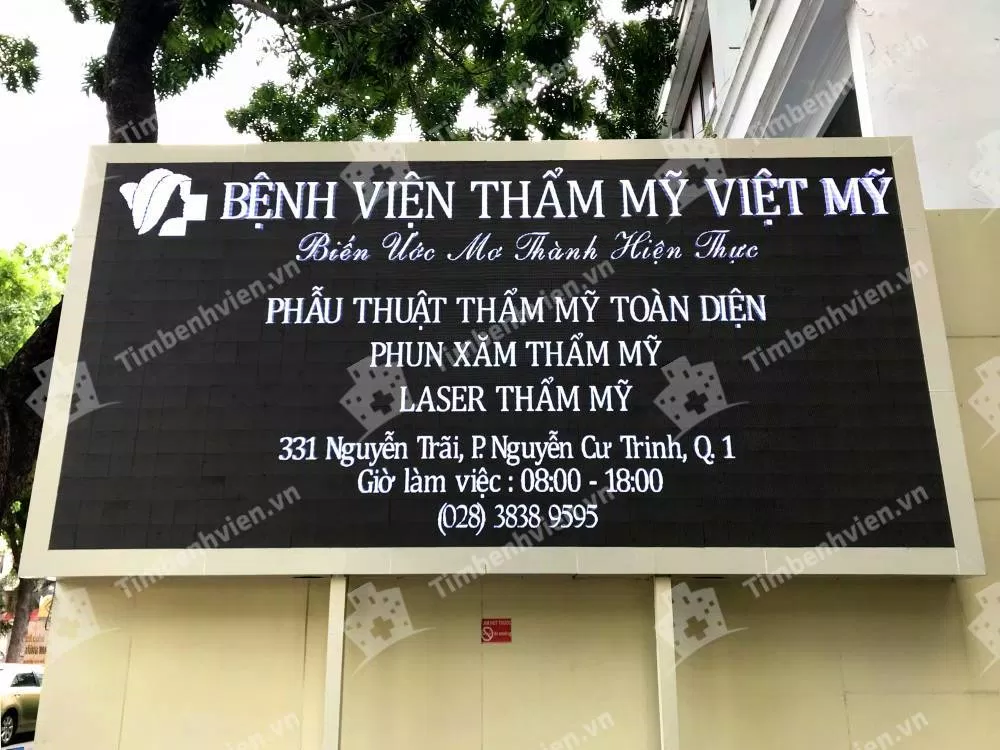 BỆNH VIỆN THẨM MỸ VIỆT MỸ
Biến Ước Mơ Thành Hiện Thực
PHẪU THUẬT THẨM MỸ TOÀN DIỆN
PHUN XĂM THẨM MỸ
LASER THẨM MỸ
331 Nguyễn Trãi, P. Nguyễn Cư Trinh, Q. 1
Giờ làm việc : 08:00 - 18:00
(028) 3838 9595
Timbenhvien.vn